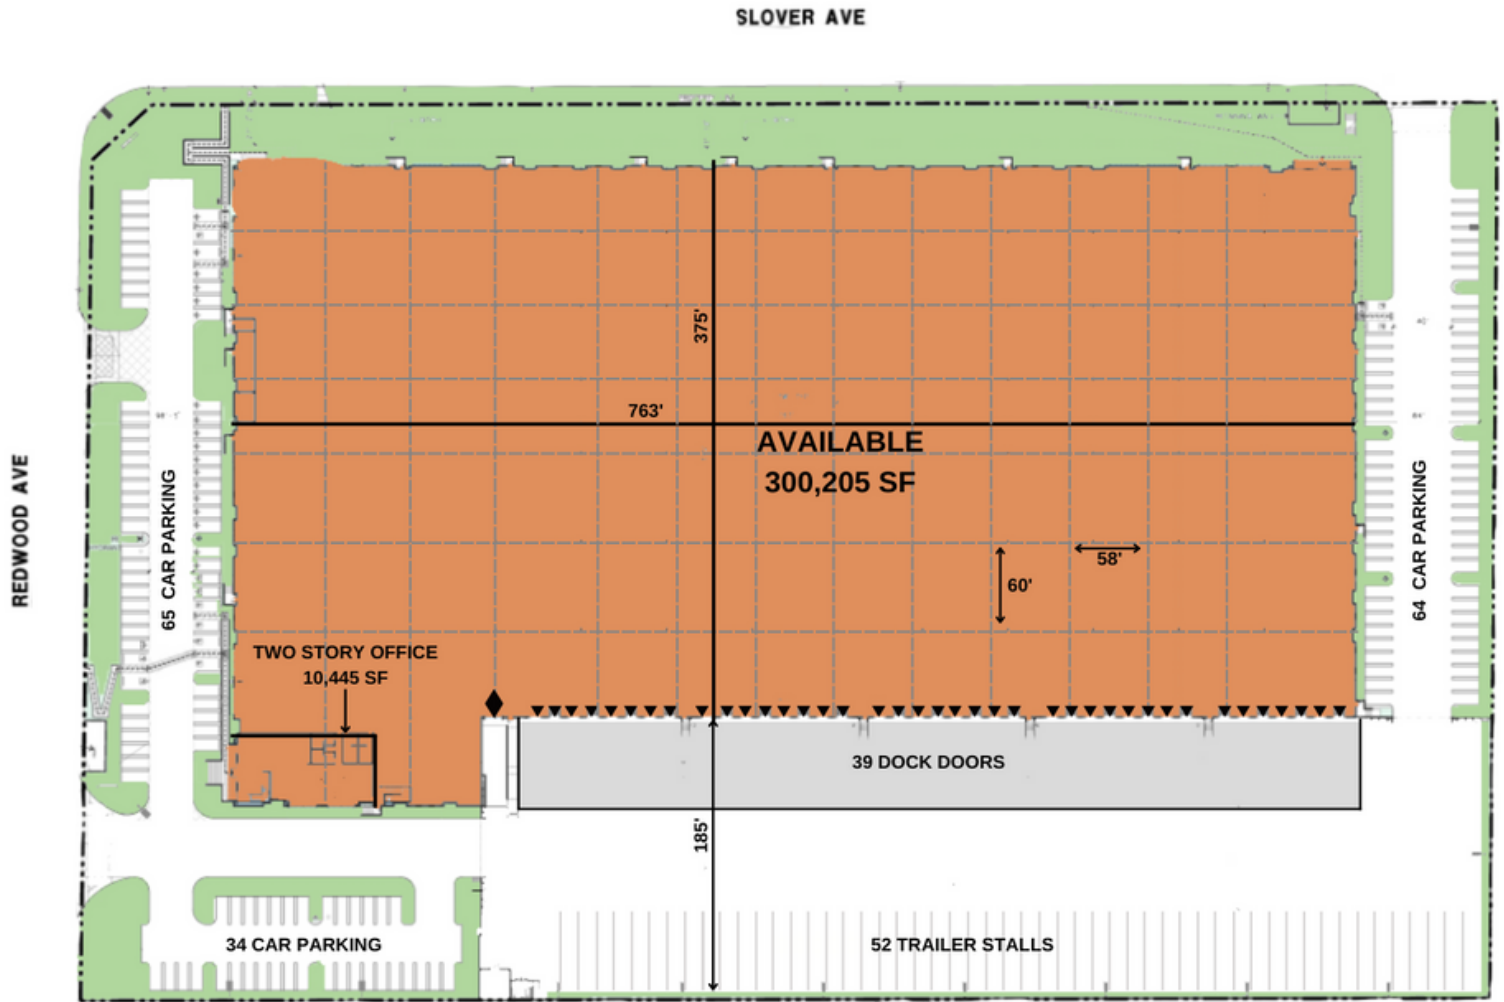 SLOVER AVE
REDWOOD AVE
375'
763'
AVAILABLE
300,205 SF
65 CAR PARKING
64 CAR PARKING
58'
60'
TWO STORY OFFICE
10,445 SF
39 DOCK DOORS
185'
34 CAR PARKING
52 TRAILER STALLS